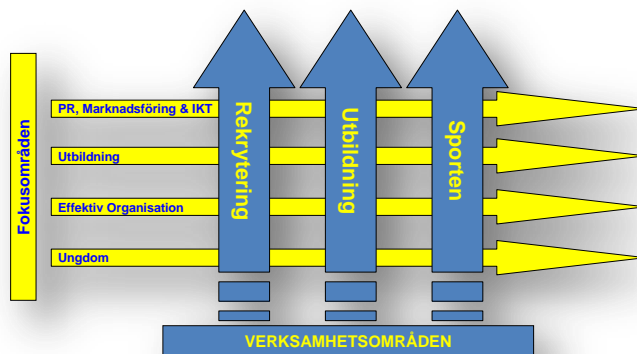 Fokusområden
PR, Marknadsföring & IKT
Utbildning
Effektiv Organisation
Ungdom
Rekrytering
Utbildning
Sporten
VERKSAMHETSOMRÅDEN